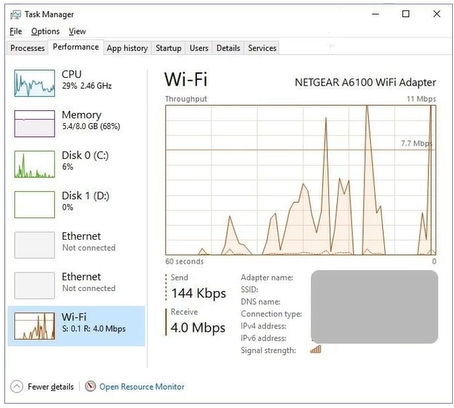 Task Manager
File Options View
Processes Performance App history Startup Users Details Services
CPU
29% 2.46 GHz
Memory
5.4/8.0 GB (68%)
Disk 0 (C:)
6%
Disk 1 (D:)
0%
Ethernet
Not connected
Ethernet
Not connected
Wi-Fi
S: 0.1 R: 4.0 Mbps
Wi-Fi NETGEAR A6100 WiFi Adapter
Throughput 11 Mbps
7.7 Mbps
60 seconds 0
Send
144 Kbps
Receive
4.0 Mbps
Adapter name:
SSID:
DNS name:
Connection type:
IPv4 address:
IPv6 address:
Signal strength:
Fewer details Open Resource Monitor